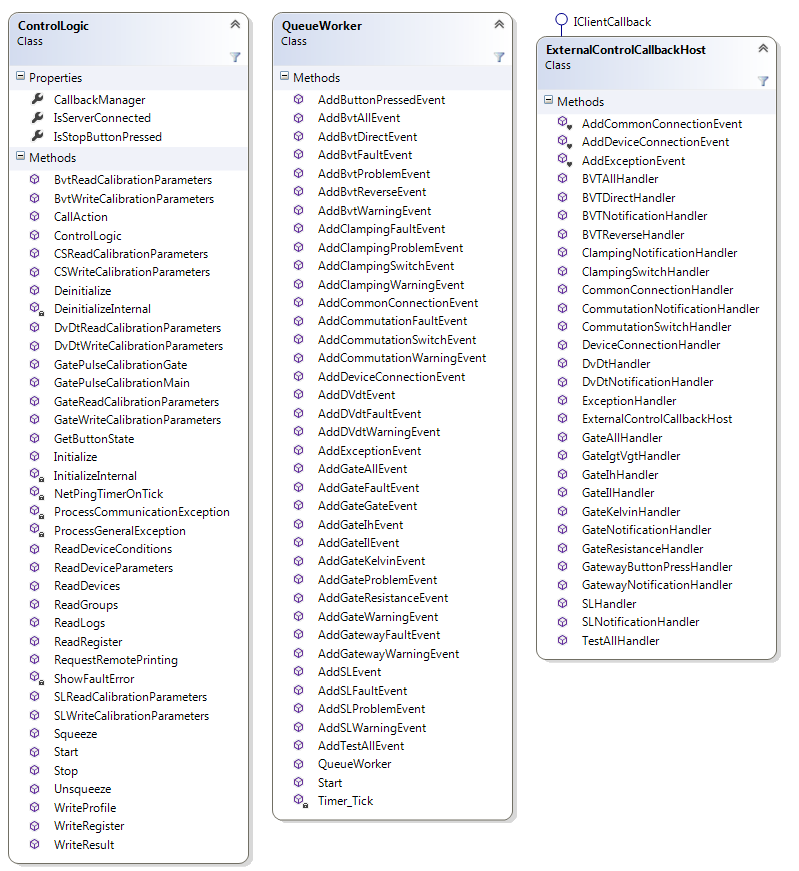 ControlLogic
Class
Properties
CallbackManager
IsServerConnected
IsStopButtonPressed
Methods
BvtReadCalibrationParameters
BvtWriteCalibrationParameters
CallAction
ControlLogic
CSReadCalibrationParameters
CSWriteCalibrationParameters
Deinitialize
DeinitializeInternal
DvDtReadCalibrationParameters
DvDtWriteCalibrationParameters
GatePulseCalibrationGate
GatePulseCalibrationMain
GateReadCalibrationParameters
GateWriteCalibrationParameters
GetButtonState
Initialize
InitializeInternal
NetPingTimerOnTick
ProcessCommunicationException
ProcessGeneralException
ReadDeviceConditions
ReadDeviceParameters
ReadDevices
ReadGroups
ReadLogs
ReadRegister
RequestRemotePrinting
ShowFaultError
SLReadCalibrationParameters
SLWriteCalibrationParameters
Squeeze
Start
Stop
Unsqueeze
WriteProfile
WriteRegister
WriteResult
QueueWorker
Class
Methods
AddButtonPressedEvent
AddBvtAllEvent
AddBvtDirectEvent
AddBvtFaultEvent
AddBvtProblemEvent
AddBvtReverseEvent
AddBvtWarningEvent
AddClampingFaultEvent
AddClampingProblemEvent
AddClampingSwitchEvent
AddClampingWarningEvent
AddCommonConnectionEvent
AddCommutationFaultEvent
AddCommutationSwitchEvent
AddCommutationWarningEvent
AddDeviceConnectionEvent
AddDVdtEvent
AddDVdtFaultEvent
AddDVdtWarningEvent
AddExceptionEvent
AddGateAllEvent
AddGateFaultEvent
AddGateGateEvent
AddGateIhEvent
AddGateIlEvent
AddGateKelvinEvent
AddGateProblemEvent
AddGateResistanceEvent
AddGateWarningEvent
AddGatewayFaultEvent
AddGatewayWarningEvent
AddSLEvent
AddSLFaultEvent
AddSLProblemEvent
AddSLWarningEvent
AddTestAllEvent
QueueWorker
Start
Timer_Tick
IClientCallback
ExternalControlCallbackHost
Class
Methods
AddCommonConnectionEvent
AddDeviceConnectionEvent
AddExceptionEvent
BVTAllHandler
BVTDirectHandler
BVTNotificationHandler
BVTReverseHandler
ClampingNotificationHandler
ClampingSwitchHandler
CommonConnectionHandler
CommutationNotificationHandler
CommutationSwitchHandler
DeviceConnectionHandler
DvDtHandler
DvDtNotificationHandler
ExceptionHandler
ExternalControlCallbackHost
GateAllHandler
GateIgtVgtHandler
GateIhHandler
GateIlHandler
GateKelvinHandler
GateNotificationHandler
GateResistanceHandler
GatewayButtonPressHandler
GatewayNotificationHandler
SLHandler
SLNotificationHandler
TestAllHandler